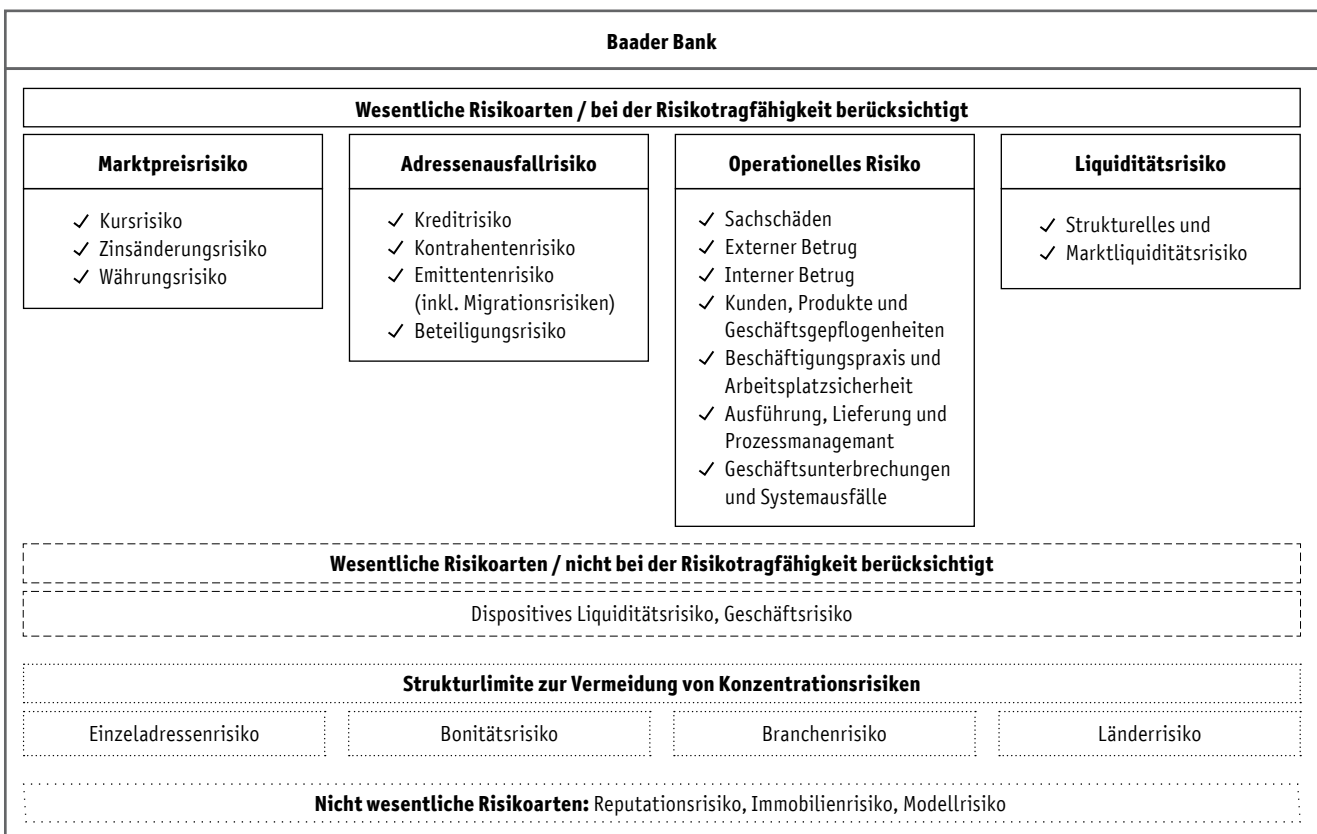 Baader Bank
Wesentliche Risikoarten / bei der Risikotragfähigkeit berücksichtigt
Marktpreisrisiko
✓ Kursrisiko
✓ Zinsänderungsrisiko
✓ Währungsrisiko
Adressenausfallrisiko
✓ Kreditrisiko
✓ Kontrahentenrisiko
✓ Emittentenrisiko
(inkl. Migrationsrisiken)
✓ Beteiligungsrisiko
Operationelles Risiko
✓ Sachschäden
✓ Externer Betrug
✓ Interner Betrug
✓ Kunden, Produkte und
Geschäftsgepflogenheiten
✓ Beschäftigungspraxis und
Arbeitsplatzsicherheit
✓ Ausführung, Lieferung und
Prozessmanagemant
✓ Geschäftsunterbrechungen
und Systemausfälle
Liquiditätsrisiko
✓ Strukturelles und
✓ Marktliquiditätsrisiko
Wesentliche Risikoarten / nicht bei der Risikotragfähigkeit berücksichtigt
Dispositives Liquiditätsrisiko, Geschäftsrisiko
Strukturlimite zur Vermeidung von Konzentrationsrisiken
Einzeladressenrisiko
Bonitätsrisiko
Branchenrisiko
Länderrisiko
Nicht wesentliche Risikoarten: Reputationsrisiko, Immobilienrisiko, Modellrisiko